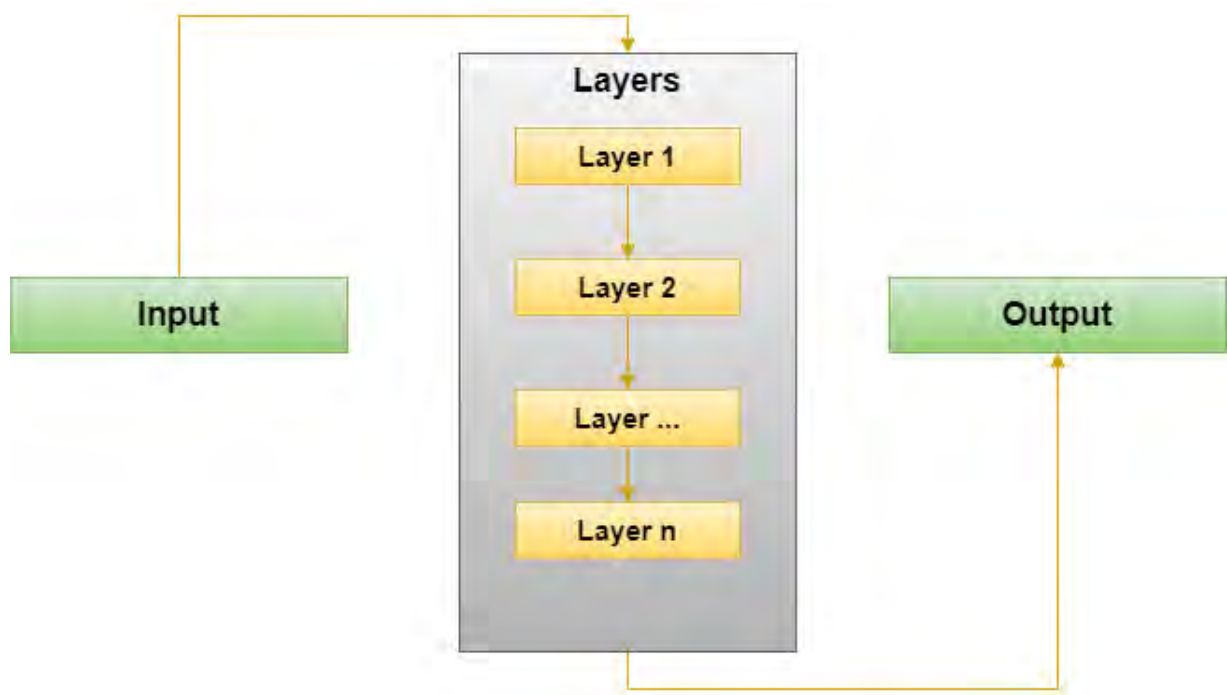 Layers
Layer 1
Layer 2
Layer ...
Layer n
Input
Output